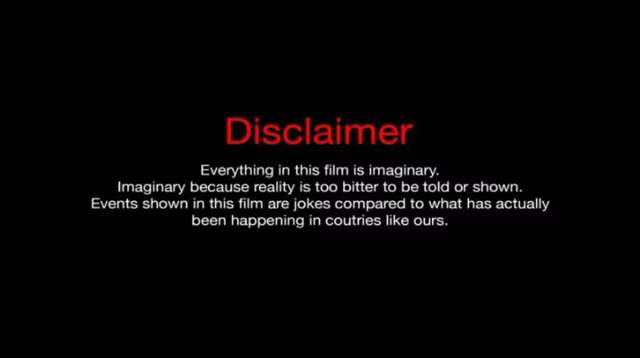 Disclaimer
Everything in this film is imaginary.
Imaginary because reality is too bitter to be told or shown.
Events shown in this film are jokes compared to what has actually
been happening in coutries like ours.